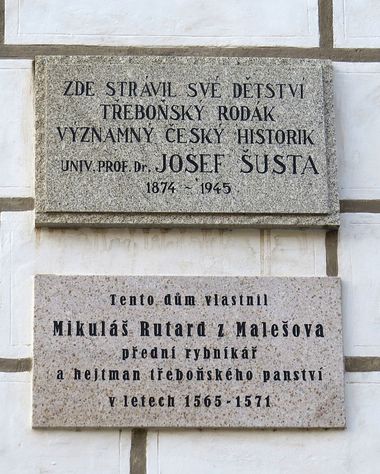 ZDE STRÁVIL SVÉ DĚTSTVÍ
TŘEBOŇSKÝ RODÁK
VÝZNAMNÝ ČESKÝ HISTORIK
UNIV. PROF. Dr. JOSEF ŠUSTA
1874 - 1945
Tento dům vlastnil
Mikuláš Rutard z Malešova
přední rybníkář
a hejtman třeboňského panství
v letech 1565-1571